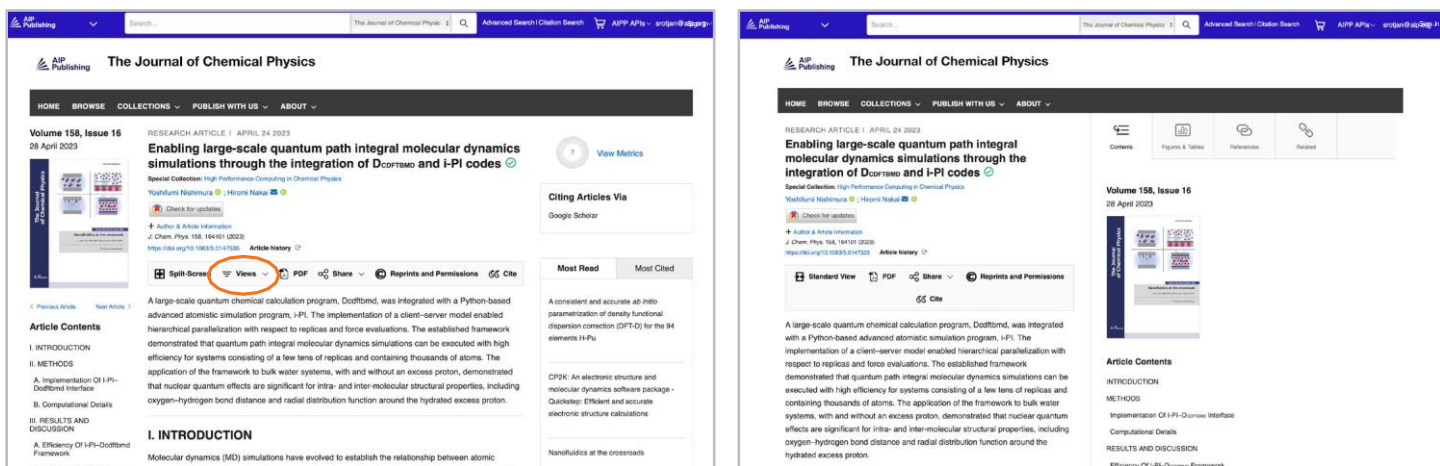 AIP
Publishing
Search...
The Journal of Chemical Physic
Advanced Search | Citation Search
AIPP APIs
The Journal of Chemical Physics
HOME BROWSE COLLECTIONS PUBLISH WITH US ABOUT
Volume 158, Issue 16
28 April 2023
Previous Article Next Article
Article Contents
I. INTRODUCTION
II. METHODS
A. Implementation Of I-PI–
Dcdftbmd Interface
B. Computational Details
III. RESULTS AND
DISCUSSION
A. Efficiency Of I-PI–Dcdftbmd
Framework
RESEARCH ARTICLE | APRIL 24 2023
Enabling large-scale quantum path integral molecular dynamics
simulations through the integration of DCDFTBMD and i-PI codes
Special Collection: High Performance Computing in Chemical Physics
Yoshifumi Nishimura ; Hiromi Nakai
Check for updates
+ Author & Article Information
J. Chem. Phys. 158, 164101 (2023)
https://doi.org/10.1063/5.0147535 Article history
Split-Screen Views PDF Share Reprints and Permissions Cite
A large-scale quantum chemical calculation program, Dcdftbmd, was integrated with a Python-based
advanced atomistic simulation program, i-PI. The implementation of a client–server model enabled
hierarchical parallelization with respect to replicas and force evaluations. The established framework
demonstrated that quantum path integral molecular dynamics simulations can be executed with high
efficiency for systems consisting of a few tens of replicas and containing thousands of atoms. The
application of the framework to bulk water systems, with and without an excess proton, demonstrated
that nuclear quantum effects are significant for intra- and inter-molecular structural properties, including
oxygen–hydrogen bond distance and radial distribution function around the hydrated excess proton.
I. INTRODUCTION
Molecular dynamics (MD) simulations have evolved to establish the relationship between atomic
View Metrics
Citing Articles Via
Google Scholar
Most Read Most Cited
A consistent and accurate ab initio
parametrization of density functional
dispersion correction (DFT-D) for the 94
elements H-Pu
CP2K: An electronic structure and
molecular dynamics software package -
Quickstep: Efficient and accurate
electronic structure calculations
Nanofluidics at the crossroads
AIP
Publishing
Search...
The Journal of Chemical Physics
Advanced Search | Citation Search
AIPP APIs
The Journal of Chemical Physics
HOME BROWSE COLLECTIONS PUBLISH WITH US ABOUT
RESEARCH ARTICLE | APRIL 24 2023
Enabling large-scale quantum path integral
molecular dynamics simulations through the
integration of DCDFTBMD and i-PI codes
Special Collection: High Performance Computing in Chemical Physics
Yoshifumi Nishimura ; Hiromi Nakai
Check for updates
+ Author & Article Information
J. Chem. Phys. 158, 164101 (2023)
https://doi.org/10.1063/5.0147535 Article history
Standard View PDF Share Reprints and Permissions
Cite
A large-scale quantum chemical calculation program, Dcdftbmd, was integrated
with a Python-based advanced atomistic simulation program, i-PI. The
implementation of a client–server model enabled hierarchical parallelization with
respect to replicas and force evaluations. The established framework
demonstrated that quantum path integral molecular dynamics simulations can be
executed with high efficiency for systems consisting of a few tens of replicas and
containing thousands of atoms. The application of the framework to bulk water
systems, with and without an excess proton, demonstrated that nuclear quantum
effects are significant for intra- and inter-molecular structural properties, including
oxygen–hydrogen bond distance and radial distribution function around the
hydrated excess proton.
Contents Figures & Tables References Related
Volume 158, Issue 16
28 April 2023
Article Contents
INTRODUCTION
METHODS
Implementation Of I-PI–DCDFTBMD Interface
Computational Details
RESULTS AND DISCUSSION
Efficiency Of I-PI–DCDFTBMD Framework